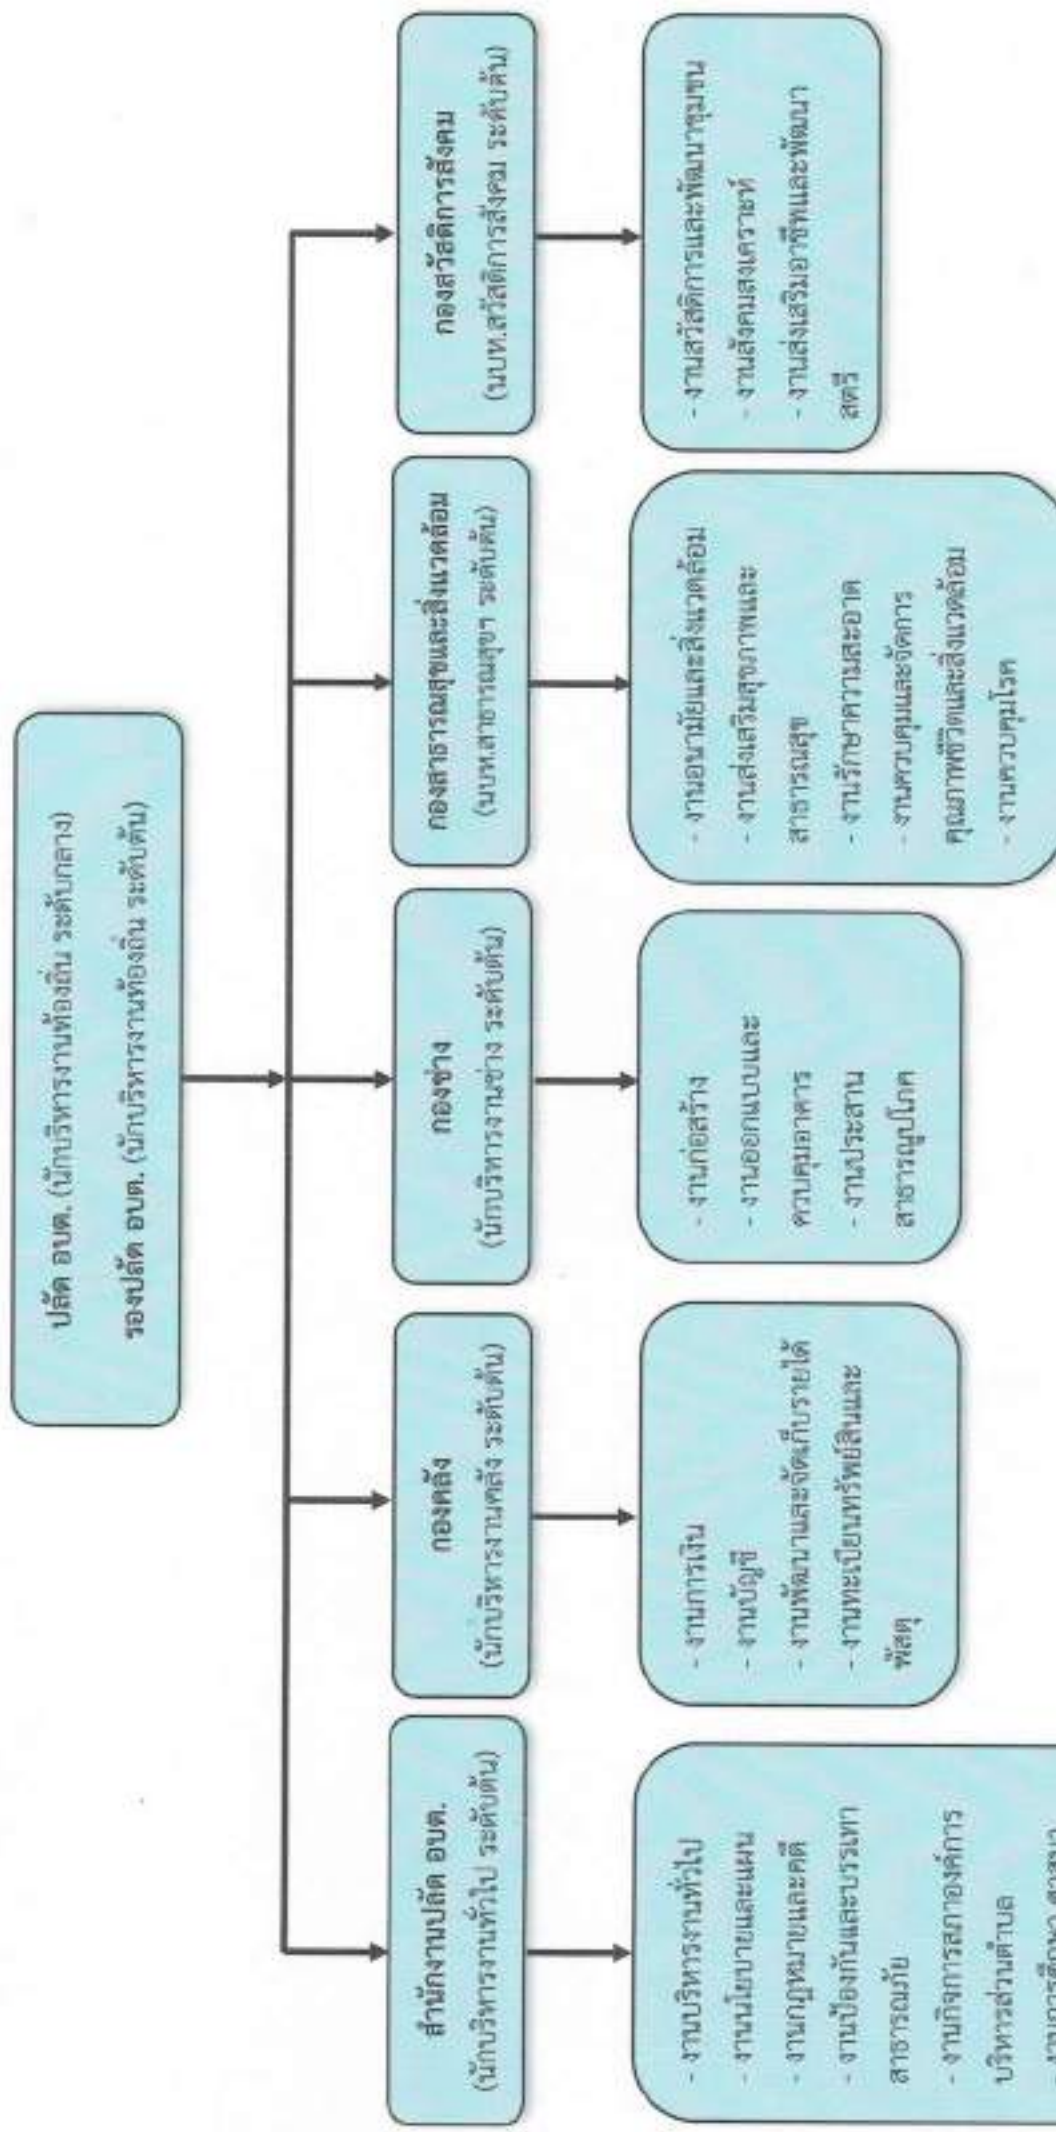 ปลัด อบต. (นักบริหารงานท้องถิ่น ระดับกลาง)
รองปลัด อบต. (นักบริหารงานท้องถิ่น ระดับต้น)
สำนักงานปลัด อบต.
(นักบริหารงานทั่วไป ระดับต้น)
- งานบริหารงานทั่วไป
- งานนโยบายและแผน
- งานกฎหมายและคดี
- งานป้องกันและบรรเทา
สาธารณภัย
- งานกิจการสภาองค์การ
บริหารส่วนตำบล
- งานการศึกษา ศาสนา
กองคลัง
(นักบริหารงานคลัง ระดับต้น)
- งานการเงิน
- งานบัญชี
- งานพัฒนาและจัดเก็บรายได้
- งานทะเบียนทรัพย์สินและ
พัสดุ
กองช่าง
(นักบริหารงานช่าง ระดับต้น)
- งานก่อสร้าง
- งานออกแบบและ
ควบคุมอาคาร
- งานประสาน
สาธารณูปโภค
กองสาธารณสุขและสิ่งแวดล้อม
(นบห.สาธารณสุขฯ ระดับต้น)
- งานอนามัยและสิ่งแวดล้อม
- งานส่งเสริมสุขภาพและ
สาธารณสุข
- งานรักษาความสะอาด
- งานควบคุมและจัดการ
คุณภาพชีวิตและสิ่งแวดล้อม
- งานควบคุมโรค
กองสวัสดิการสังคม
(นบห.สวัสดิการสังคม ระดับต้น)
- งานสวัสดิการและพัฒนาชุมชน
- งานสังคมสงเคราะห์
- งานส่งเสริมอาชีพและพัฒนา
สตรี